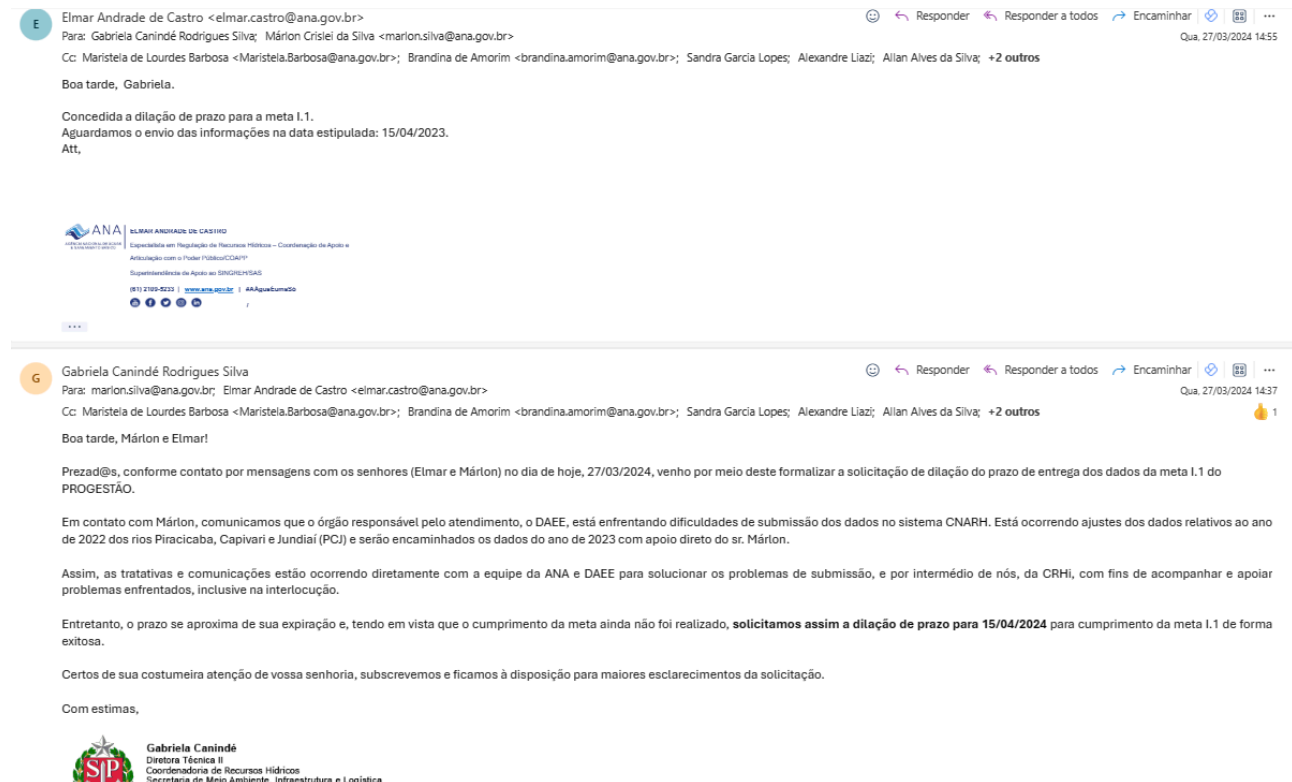 E
Elmar Andrade de Castro <elmar.castro@ana.gov.br>
Responder Responder a todos Encaminhar
Para: Gabriela Canindé Rodrigues Silva; Márlon Crislei da Silva <marlon.silva@ana.gov.br>
Qua, 27/03/2024 14:55
Cc: Maristela de Lourdes Barbosa <Maristela.Barbosa@ana.gov.br>; Brandina de Amorim <brandina.amorim@ana.gov.br>; Sandra Garcia Lopes; Alexandre Liazi; Allan Alves da Silva; +2 outros
Boa tarde, Gabriela.
Concedida a dilação de prazo para a meta I.1.
Aguardamos o envio das informações na data estipulada: 15/04/2023.
Att,
ANA
ELMAR ANDRADE DE CASTRO
Especialista em Regulação de Recursos Hídricos – Coordenação de Apoio e
Articulação com o Poder Público/COAPP
Superintendência de Apoio ao SINGREH/SAS
(61) 2109-5233 | www.ana.gov.br | #AÁguaÉumaSó
G
Gabriela Canindé Rodrigues Silva
Responder Responder a todos Encaminhar
Para: marlon.silva@ana.gov.br; Elmar Andrade de Castro <elmar.castro@ana.gov.br>
Qua, 27/03/2024 14:37
Cc: Maristela de Lourdes Barbosa <Maristela.Barbosa@ana.gov.br>; Brandina de Amorim <brandina.amorim@ana.gov.br>; Sandra Garcia Lopes; Alexandre Liazi; Allan Alves da Silva; +2 outros
1
Boa tarde, Márlon e Elmar!
Prezad@s, conforme contato por mensagens com os senhores (Elmar e Márlon) no dia de hoje, 27/03/2024, venho por meio deste formalizar a solicitação de dilação do prazo de entrega dos dados da meta I.1 do
PROGESTÃO.
Em contato com Márlon, comunicamos que o órgão responsável pelo atendimento, o DAEE, está enfrentando dificuldades de submissão dos dados no sistema CNARH. Está ocorrendo ajustes dos dados relativos ao ano
de 2022 dos rios Piracicaba, Capivari e Jundiaí (PCJ) e serão encaminhados os dados do ano de 2023 com apoio direto do sr. Márlon.
Assim, as tratativas e comunicações estão ocorrendo diretamente com a equipe da ANA e DAEE para solucionar os problemas de submissão, e por intermédio de nós, da CRHi, com fins de acompanhar e apoiar
problemas enfrentados, inclusive na interlocução.
Entretanto, o prazo se aproxima de sua expiração e, tendo em vista que o cumprimento da meta ainda não foi realizado, solicitamos assim a dilação de prazo para 15/04/2024 para cumprimento da meta I.1 de forma
exitosa.
Certos de sua costumeira atenção de vossa senhoria, subscrevemos e ficamos à disposição para maiores esclarecimentos da solicitação.
Com estimas,
SP
Gabriela Canindé
Diretora Técnica II
Coordenadoria de Recursos Hídricos
Secretaria de Meio Ambiente, Infraestrutura e Logística